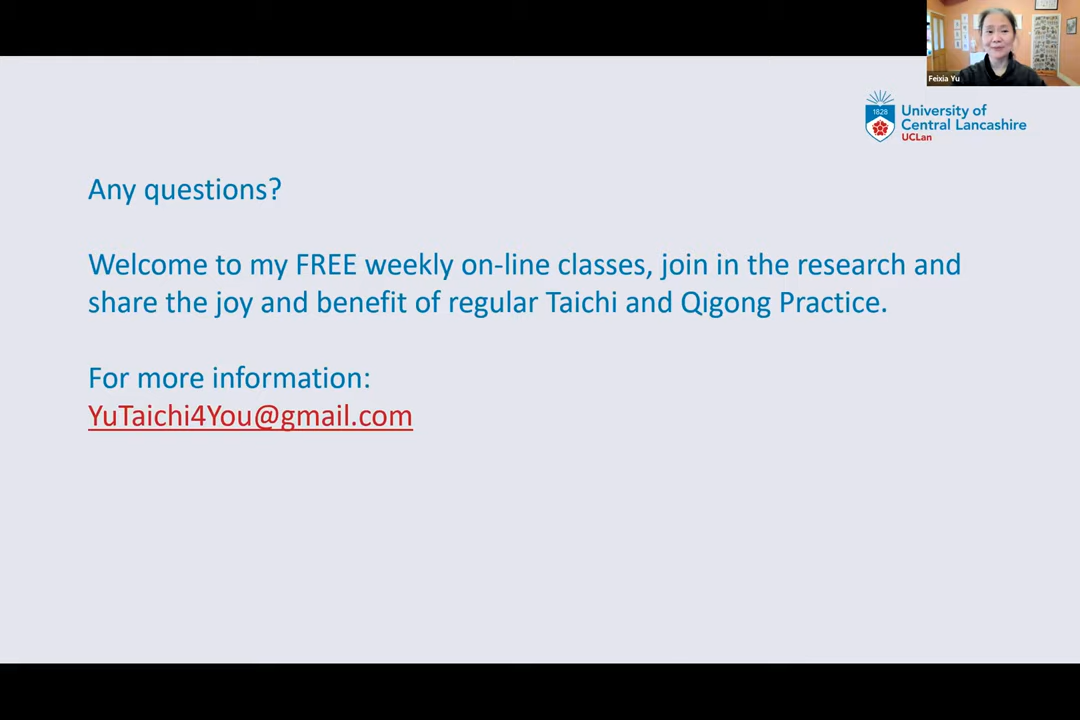 Feixia Yu
1828
University of
Central Lancashire
UCLan
Any questions?
Welcome to my FREE weekly on-line classes, join in the research and
share the joy and benefit of regular Taichi and Qigong Practice.
For more information:
YuTaichi4You@gmail.com